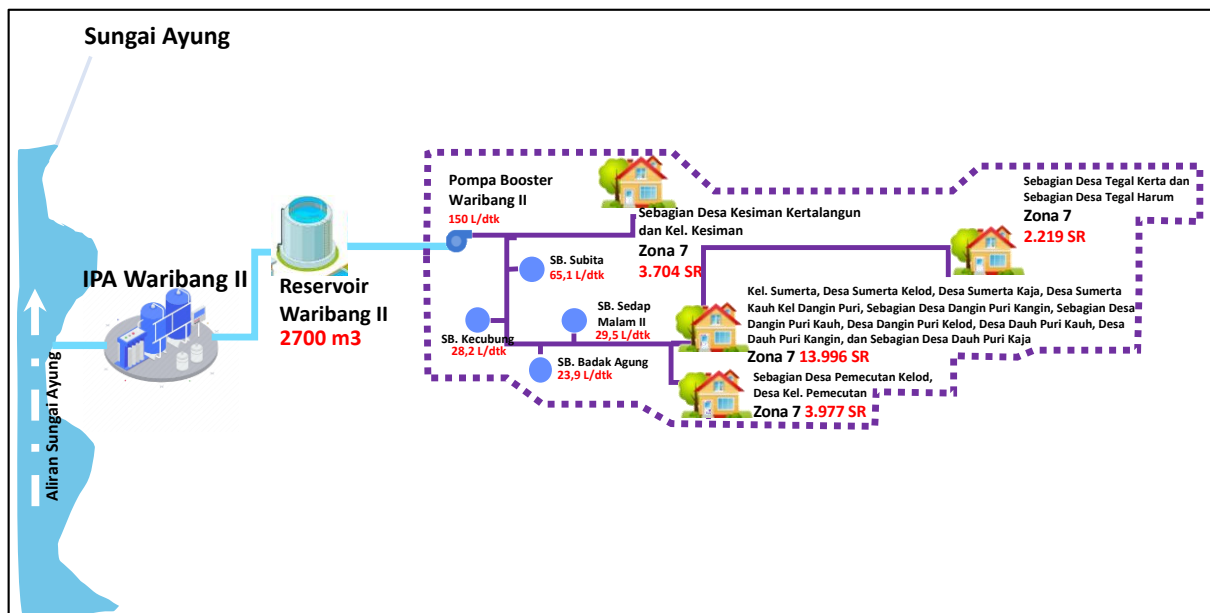 Sungai Ayung
Aliran Sungai Ayung
IPA Waribang II
Reservoir
Waribang II
2700 m3
Pompa Booster
Waribang II
150 L/dtk
SB. Subita
65,1 L/dtk
SB. Kecubung
28,2 L/dtk
SB. Sedap
Malam II
29,5 L/dtk
SB. Badak Agung
23,9 L/dtk
Sebagian Desa Kesiman Kertalangun
dan Kel. Kesiman
Zona 7
3.704 SR
Sebagian Desa Tegal Kerta dan
Sebagian Desa Tegal Harum
Zona 7
2.219 SR
Kel. Sumerta, Desa Sumerta Kelod, Desa Sumerta Kaja, Desa Sumerta
Kauh Kel Dangin Puri, Sebagian Desa Dangin Puri Kangin, Sebagian Desa
Dangin Puri Kauh, Desa Dangin Puri Kelod, Desa Dauh Puri Kauh, Desa
Dauh Puri Kangin, dan Sebagian Desa Dauh Puri Kaja
Zona 7 13.996 SR
Sebagian Desa Pemecutan Kelod,
Desa Kel. Pemecutan
Zona 7 3.977 SR